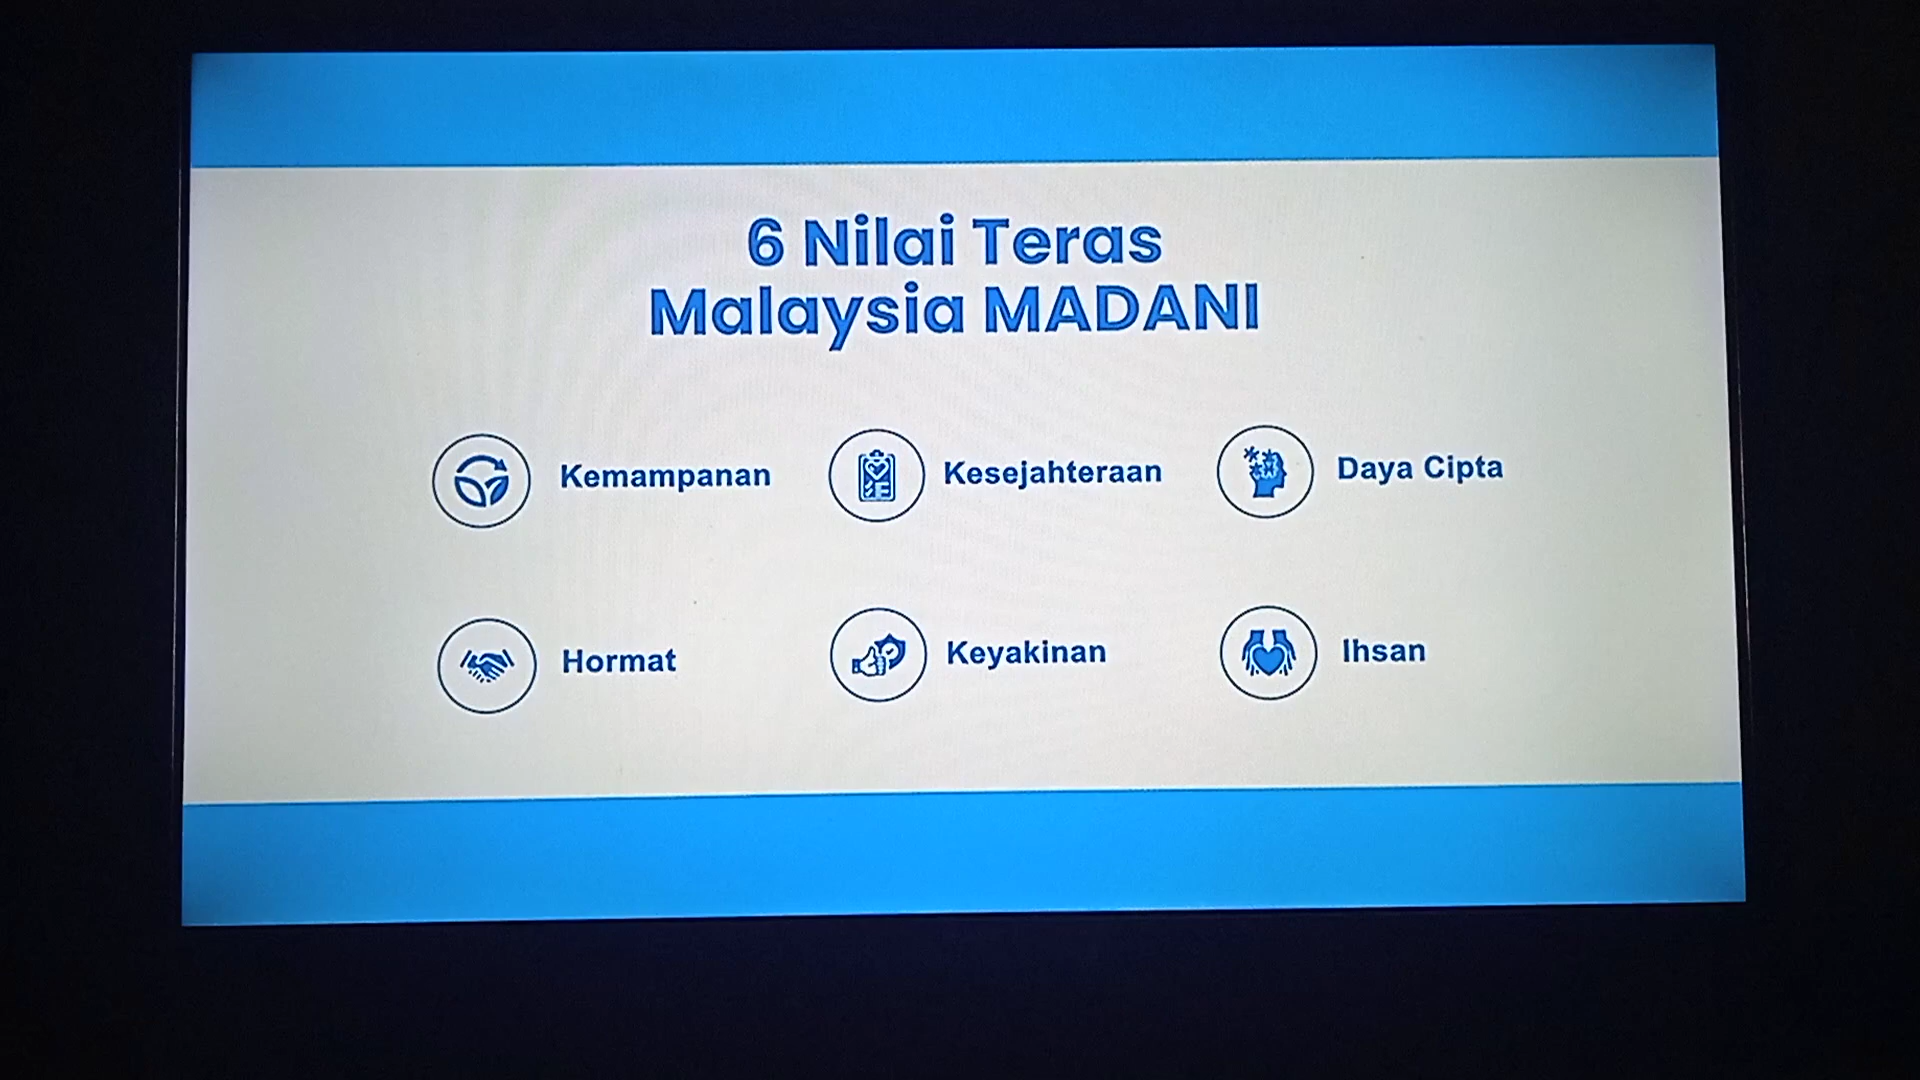 6 Nilai Teras
Malaysia MADANI
Kemampanan
Kesejahteraan
Daya Cipta
Hormat
Keyakinan
Ihsan